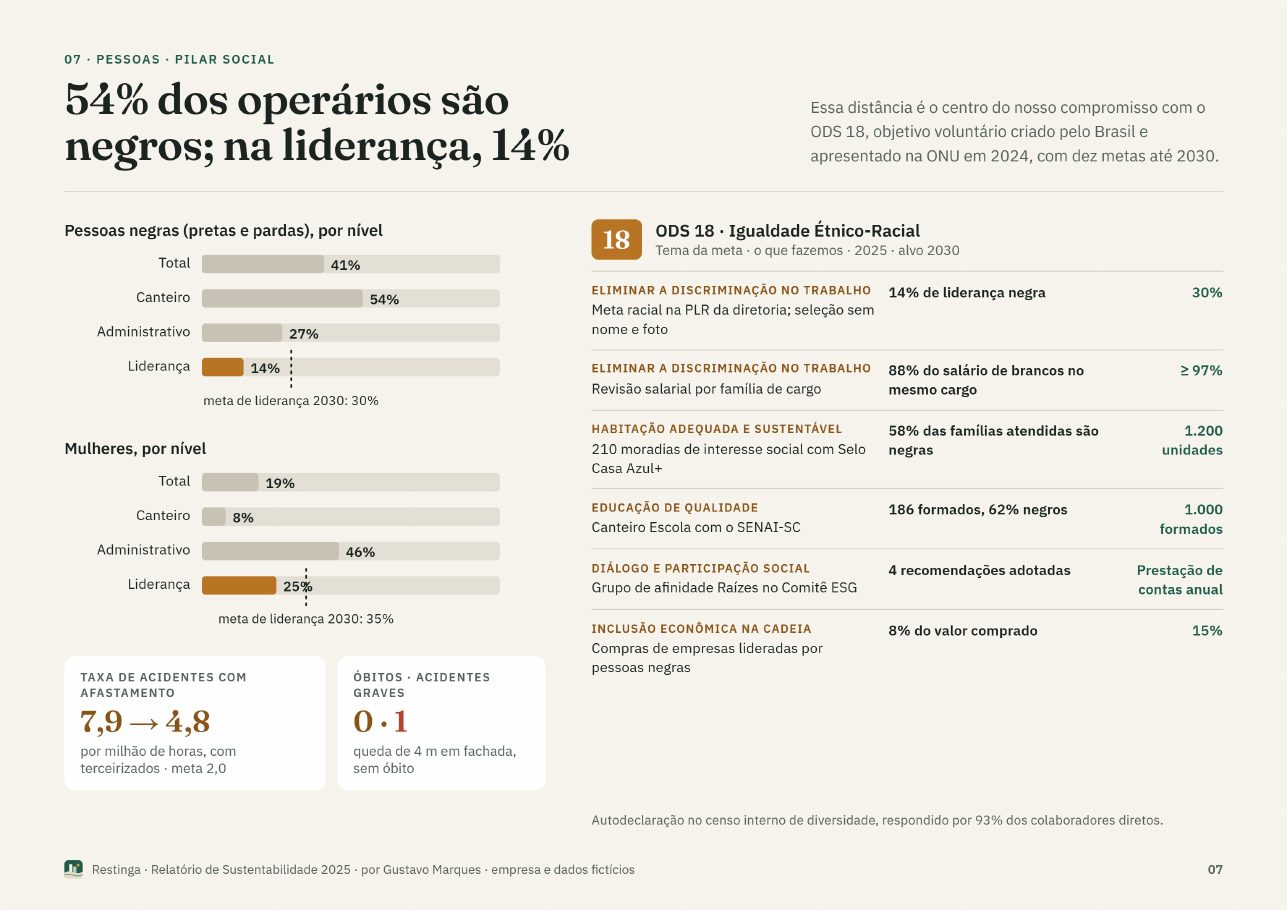 07 · PESSOAS · PILAR SOCIAL
54% dos operários são
negros; na liderança, 14%
Essa distância é o centro do nosso compromisso com o
ODS 18, objetivo voluntário criado pelo Brasil e
apresentado na ONU em 2024, com dez metas até 2030.
Pessoas negras (pretas e pardas), por nível
Total 41%
Canteiro 54%
Administrativo 27%
Liderança 14%
meta de liderança 2030: 30%
Mulheres, por nível
Total 19%
Canteiro 8%
Administrativo 46%
Liderança 25%
meta de liderança 2030: 35%
TAXA DE ACIDENTES COM
AFASTAMENTO
7,9 → 4,8
por milhão de horas, com
terceirizados · meta 2,0
ÓBITOS · ACIDENTES
GRAVES
0 · 1
queda de 4 m em fachada,
sem óbito
18
ODS 18 · Igualdade Étnico-Racial
Tema da meta · o que fazemos · 2025 · alvo 2030
ELIMINAR A DISCRIMINAÇÃO NO TRABALHO
Meta racial na PLR da diretoria; seleção sem
nome e foto
14% de liderança negra
30%
ELIMINAR A DISCRIMINAÇÃO NO TRABALHO
Revisão salarial por família de cargo
88% do salário de brancos no
mesmo cargo
≥ 97%
HABITAÇÃO ADEQUADA E SUSTENTÁVEL
210 moradias de interesse social com Selo
Casa Azul+
58% das famílias atendidas são
negras
1.200
unidades
EDUCAÇÃO DE QUALIDADE
Canteiro Escola com o SENAI-SC
186 formados, 62% negros
1.000
formados
DIÁLOGO E PARTICIPAÇÃO SOCIAL
Grupo de afinidade Raízes no Comitê ESG
4 recomendações adotadas
Prestação de
contas anual
INCLUSÃO ECONÔMICA NA CADEIA
Compras de empresas lideradas por
pessoas negras
8% do valor comprado
15%
Autodeclaração no censo interno de diversidade, respondido por 93% dos colaboradores diretos.
Restinga · Relatório de Sustentabilidade 2025 · por Gustavo Marques · empresa e dados fictícios
07